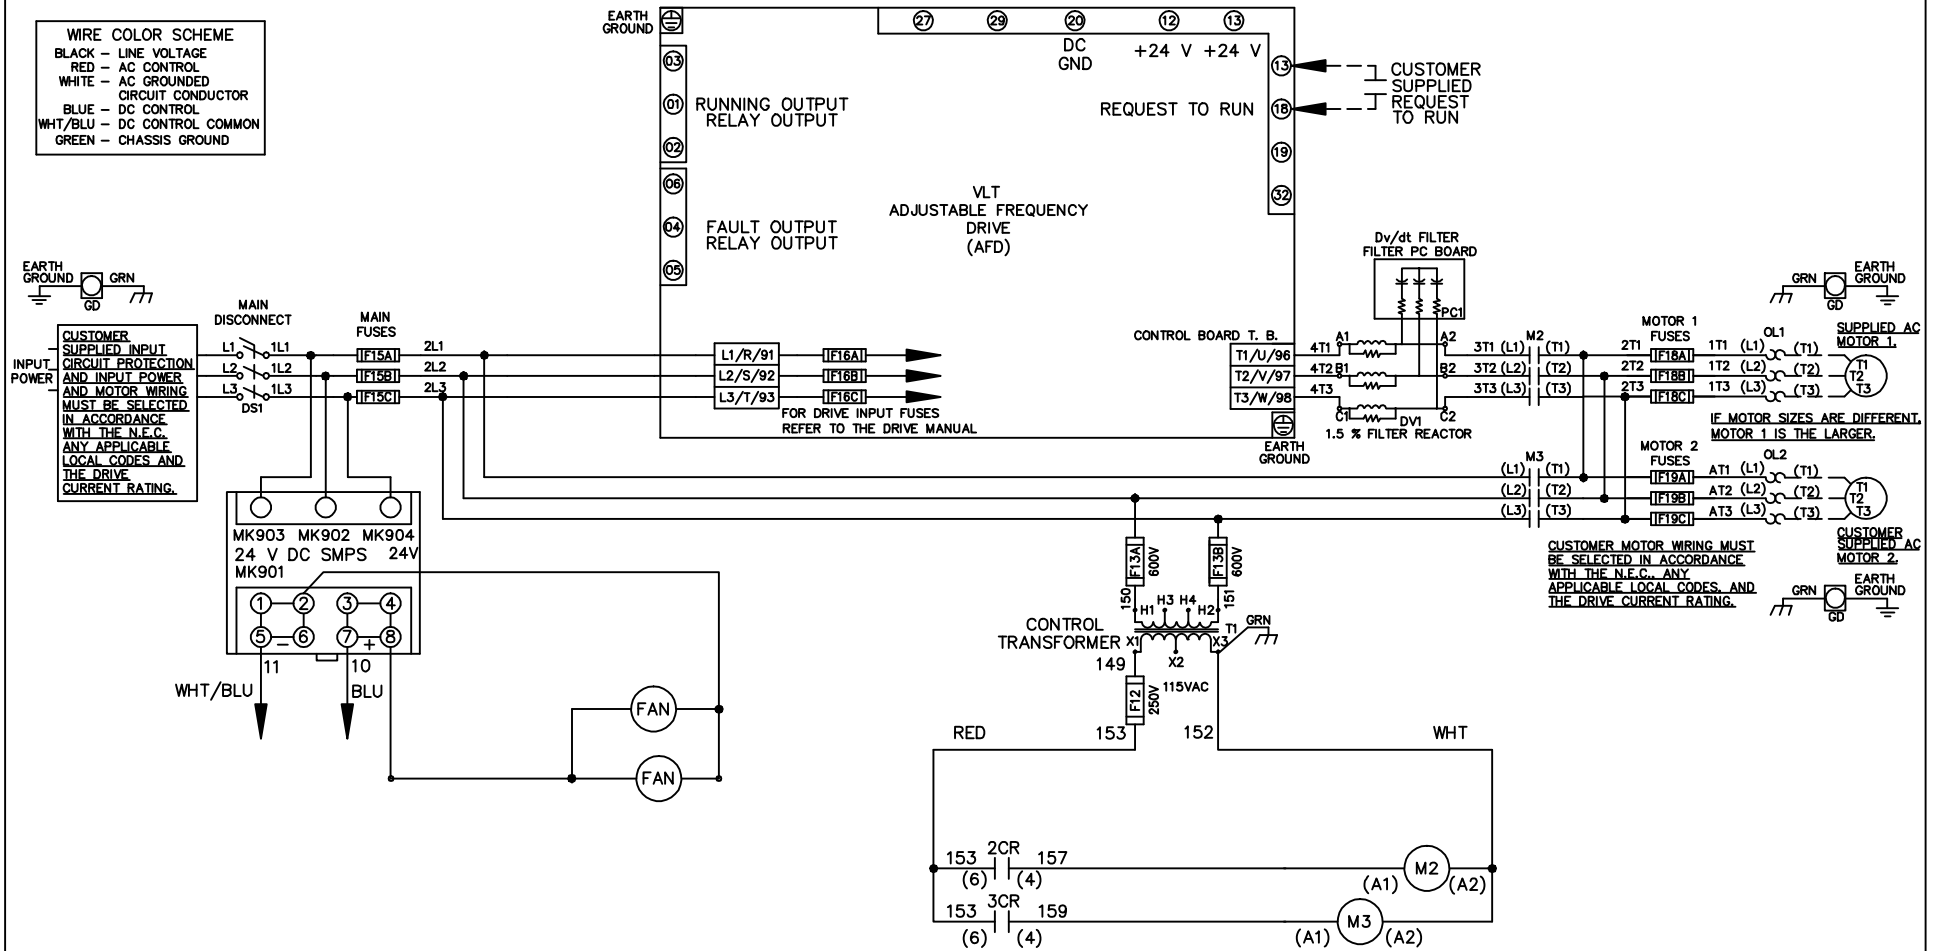 WIRE COLOR SCHEME
BLACK – LINE VOLTAGE
RED – AC CONTROL
WHITE – AC GROUNDED
CIRCUIT CONDUCTOR
BLUE – DC CONTROL
WHT/BLU – DC CONTROL COMMON
GREEN – CHASSIS GROUND
EARTH
GROUND
27 29 20 12 13
DC
GND
+24 V +24 V
03
01
02
RUNNING OUTPUT
RELAY OUTPUT
06
04
05
FAULT OUTPUT
RELAY OUTPUT
VLT
ADJUSTABLE FREQUENCY
DRIVE
(AFD)
REQUEST TO RUN
13
18
19
32
CUSTOMER
SUPPLIED
REQUEST
TO RUN
EARTH
GROUND
GRN
GD
INPUT
POWER
CUSTOMER
SUPPLIED INPUT
CIRCUIT PROTECTION
AND INPUT POWER
AND MOTOR WIRING
MUST BE SELECTED
IN ACCORDANCE
WITH THE N.E.C.
ANY APPLICABLE
LOCAL CODES AND
THE DRIVE
CURRENT RATING.
MAIN
DISCONNECT
L1 1L1
L2 1L2
L3 1L3
DS1
MAIN
FUSES
F15A 2L1
F15B 2L2
F15C 2L3
L1/R/91 F16A
L2/S/92 F16B
L3/T/93 F16C
FOR DRIVE INPUT FUSES
REFER TO THE DRIVE MANUAL
CONTROL BOARD T. B.
T1/U/96 4T1
T2/V/97 4T2
T3/W/98 4T3
EARTH
GROUND
Dv/dt FILTER
FILTER PC BOARD
PC1
A1 A2
B1 B2
C1 C2
DV1
1.5 % FILTER REACTOR
M2
3T1 (L1) (T1)
3T2 (L2) (T2)
3T3 (L3) (T3)
MOTOR 1
FUSES
2T1 F18A 1T1 (L1) (T1)
2T2 F18B 1T2 (L2) (T2)
2T3 F18C 1T3 (L3) (T3)
OL1
T1
T2
T3
GRN
GD
EARTH
GROUND
SUPPLIED AC
MOTOR 1.
IF MOTOR SIZES ARE DIFFERENT,
MOTOR 1 IS THE LARGER.
M3
(L1) (T1)
(L2) (T2)
(L3) (T3)
MOTOR 2
FUSES
F19A AT1 (L1) (T1)
F19B AT2 (L2) (T2)
F19C AT3 (L3) (T3)
OL2
T1
T2
T3
CUSTOMER
SUPPLIED AC
MOTOR 2.
CUSTOMER MOTOR WIRING MUST
BE SELECTED IN ACCORDANCE
WITH THE N.E.C., ANY
APPLICABLE LOCAL CODES, AND
THE DRIVE CURRENT RATING.
GRN
GD
EARTH
GROUND
MK903 MK902 MK904
24 V DC SMPS 24V
MK901
1 2 3 4
5 – 6 7 + 8
11
10
WHT/BLU
BLU
FAN
FAN
F13A
600V
F13B
600V
150
151
H1 H3 H4 H2
CONTROL
TRANSFORMER
T1
GRN
X1 X2 X3
149
115VAC
F12
250V
153
152
RED
WHT
153 2CR 157
(6) (4)
(A1) M2 (A2)
153 3CR 159
(6) (4)
(A1) M3 (A2)